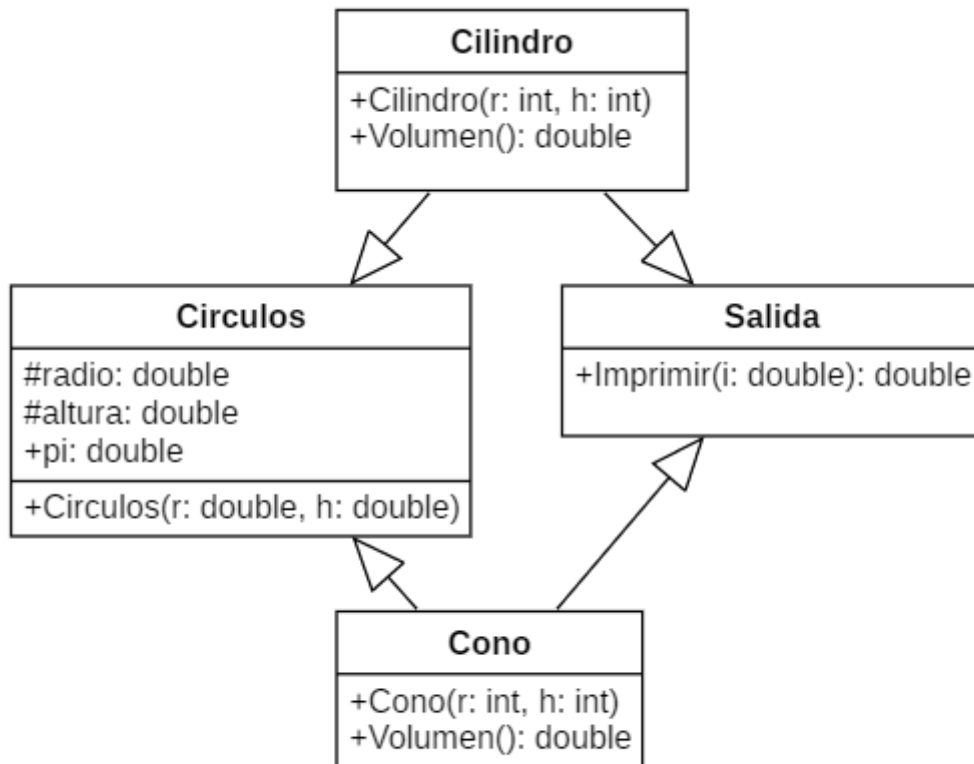 Cilindro
+Cilindro(r: int, h: int)
+Volumen(): double
Circulos
#radio: double
#altura: double
+pi: double
+Circulos(r: double, h: double)
Salida
+Imprimir(i: double): double
Cono
+Cono(r: int, h: int)
+Volumen(): double